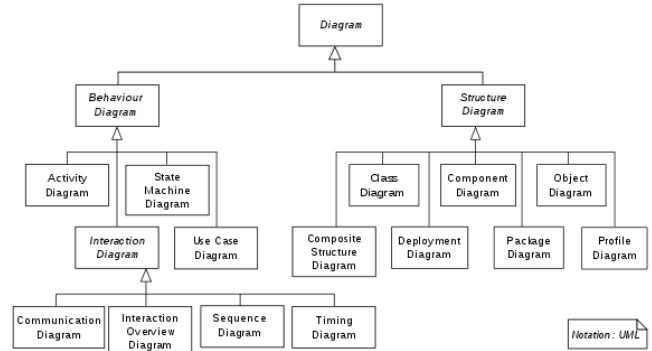 Diagram
Behaviour
Diagram
Structure
Diagram
Activity
Diagram
State
Machine
Diagram
Class
Diagram
Component
Diagram
Object
Diagram
Interaction
Diagram
Use Case
Diagram
Composite
Structure
Diagram
Deployment
Diagram
Package
Diagram
Profile
Diagram
Communication
Diagram
Interaction
Overview
Diagram
Sequence
Diagram
Timing
Diagram
Notation : UML